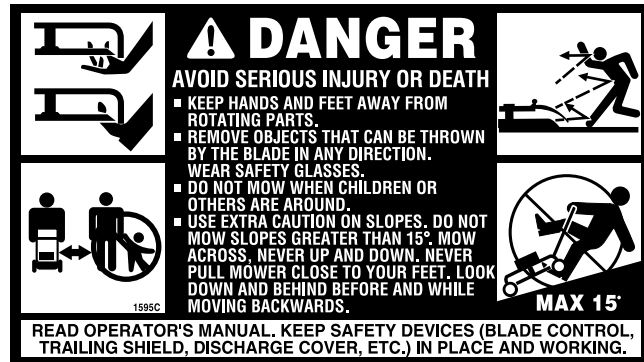 DANGER
AVOID SERIOUS INJURY OR DEATH
▪ KEEP HANDS AND FEET AWAY FROM
ROTATING PARTS.
▪ REMOVE OBJECTS THAT CAN BE THROWN
BY THE BLADE IN ANY DIRECTION.
WEAR SAFETY GLASSES.
▪ DO NOT MOW WHEN CHILDREN OR
OTHERS ARE AROUND.
▪ USE EXTRA CAUTION ON SLOPES. DO NOT
MOW SLOPES GREATER THAN 15°. MOW
ACROSS, NEVER UP AND DOWN. NEVER
PULL MOWER CLOSE TO YOUR FEET. LOOK
DOWN AND BEHIND BEFORE AND WHILE
MOVING BACKWARDS.
1595C
MAX 15°
READ OPERATOR'S MANUAL. KEEP SAFETY DEVICES (BLADE CONTROL,
TRAILING SHIELD, DISCHARGE COVER, ETC.) IN PLACE AND WORKING.